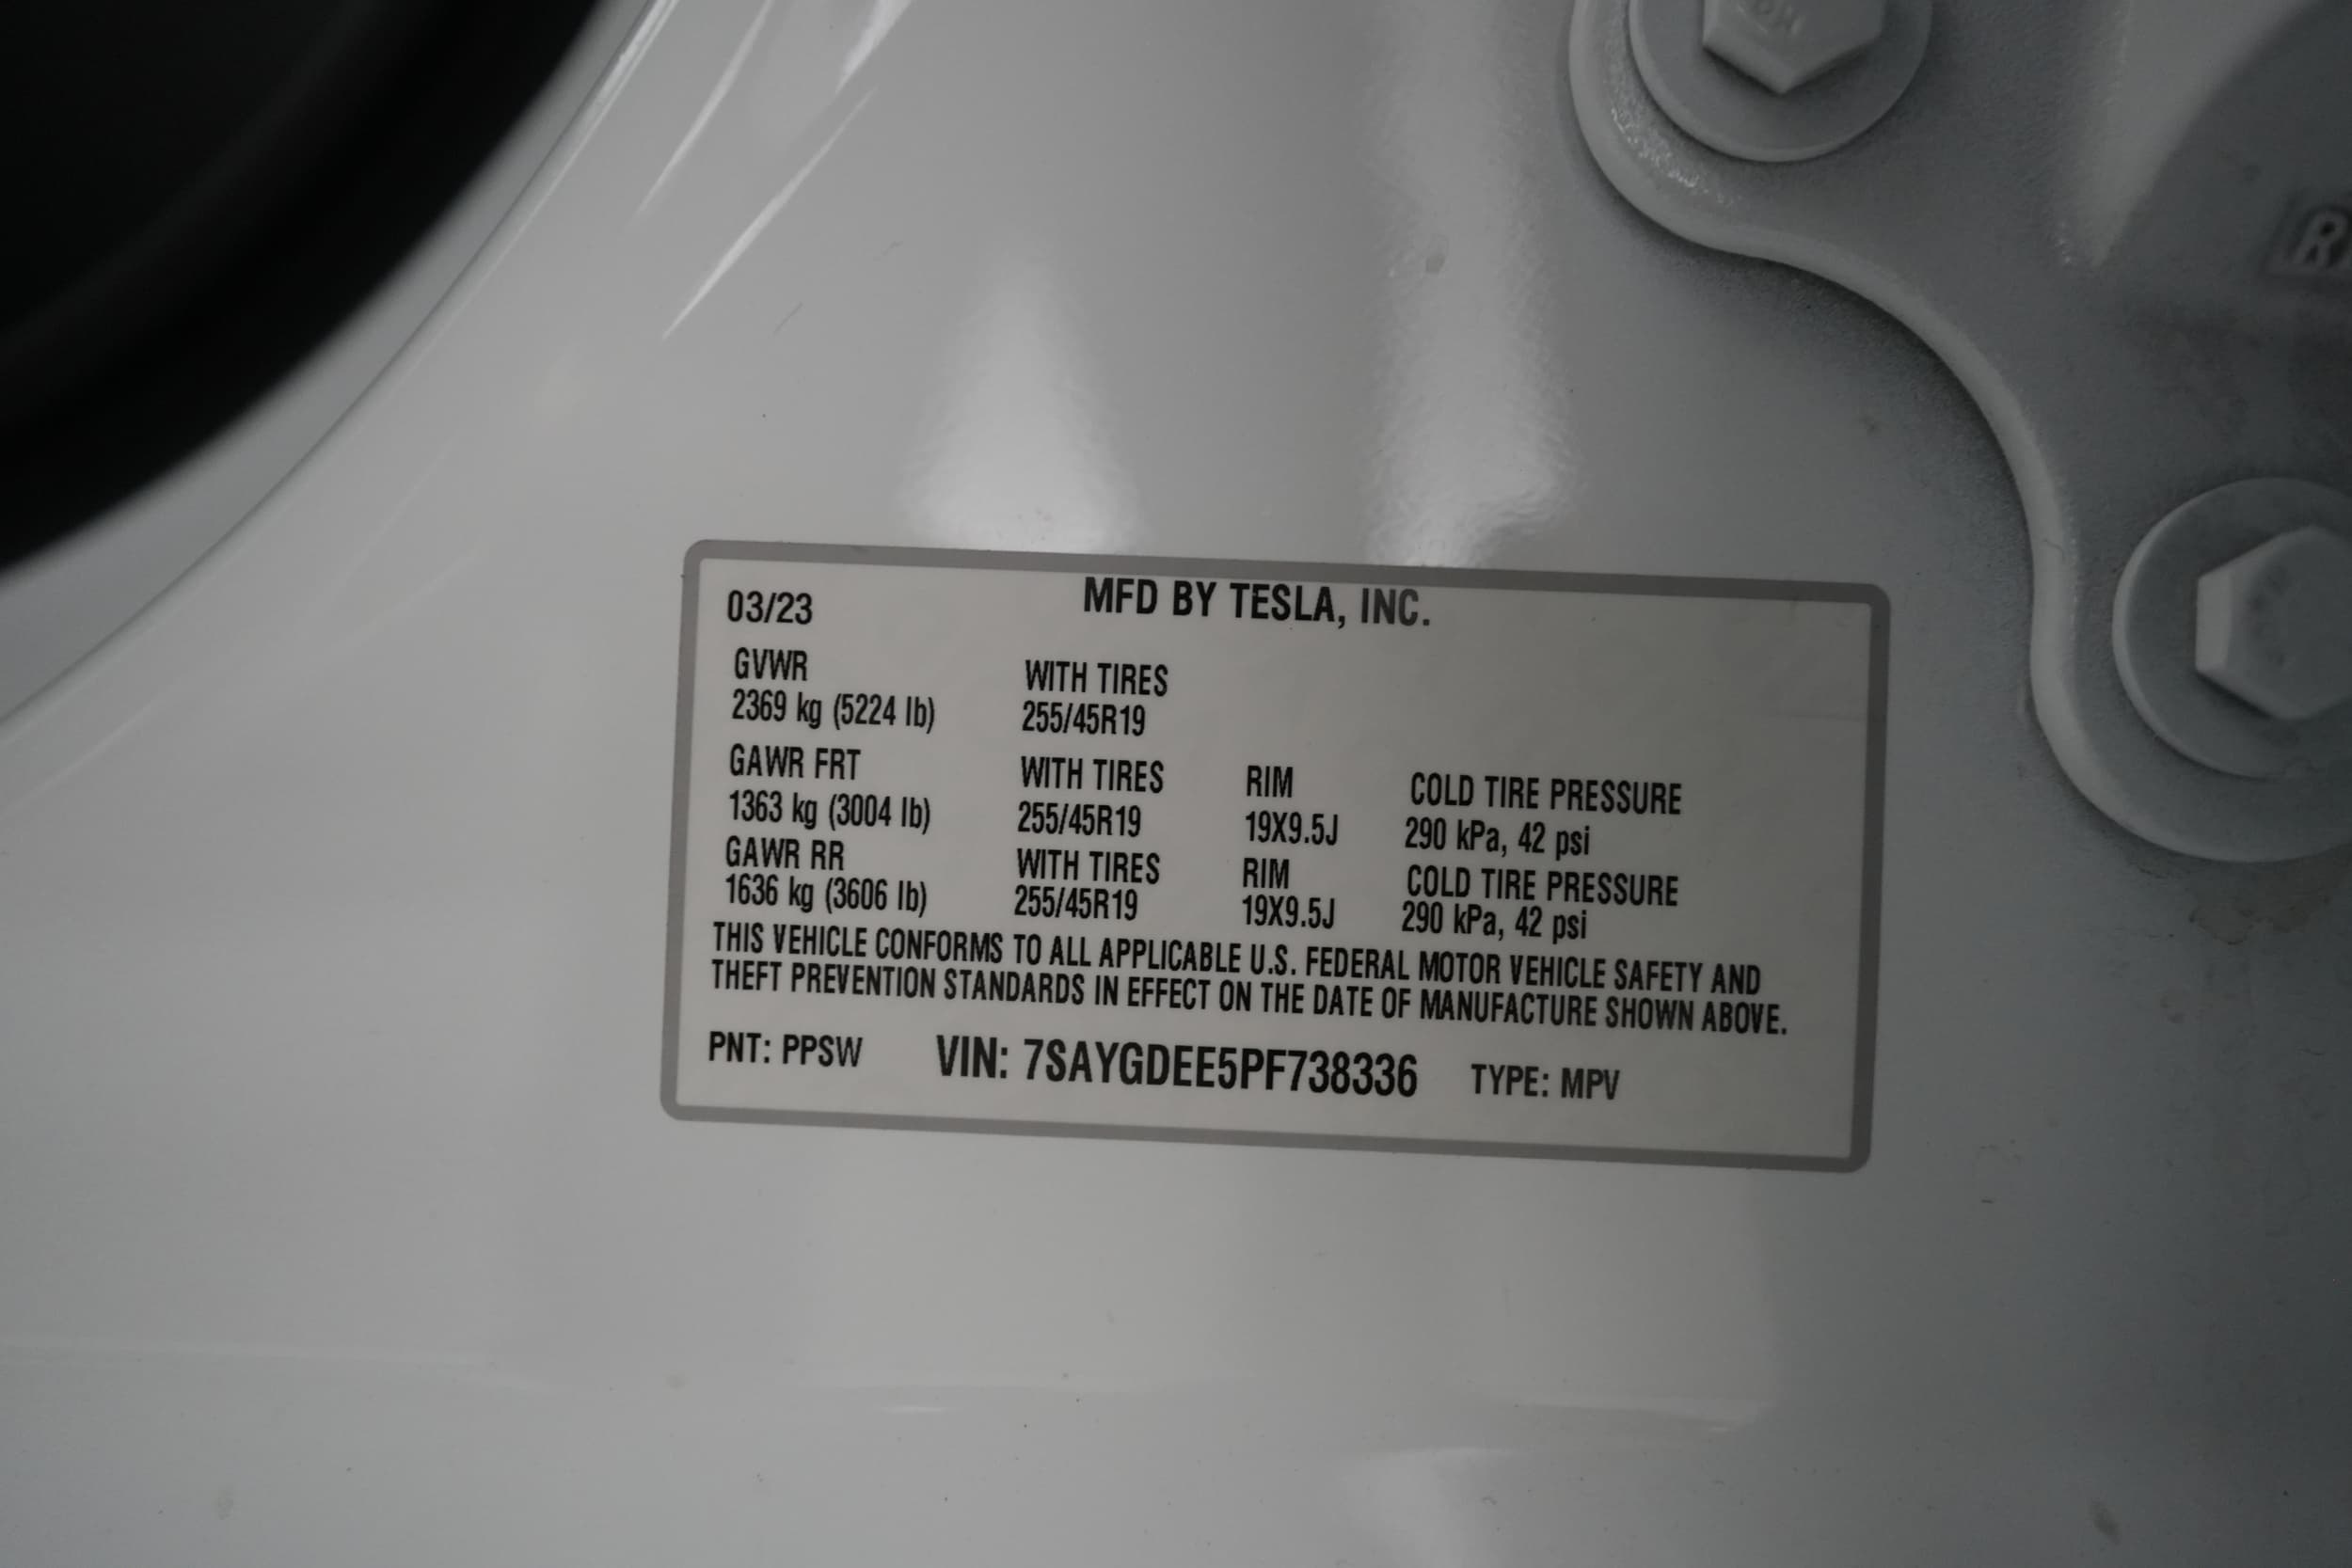 03/23 MFD BY TESLA, INC.
GVWR WITH TIRES
2369 kg (5224 lb) 255/45R19
GAWR FRT WITH TIRES RIM COLD TIRE PRESSURE
1363 kg (3004 lb) 255/45R19 19X9.5J 290 kPa, 42 psi
GAWR RR WITH TIRES RIM COLD TIRE PRESSURE
1636 kg (3606 lb) 255/45R19 19X9.5J 290 kPa, 42 psi
THIS VEHICLE CONFORMS TO ALL APPLICABLE U.S. FEDERAL MOTOR VEHICLE SAFETY AND
THEFT PREVENTION STANDARDS IN EFFECT ON THE DATE OF MANUFACTURE SHOWN ABOVE.
PNT: PPSW VIN: 7SAYGDEE5PF738336 TYPE: MPV